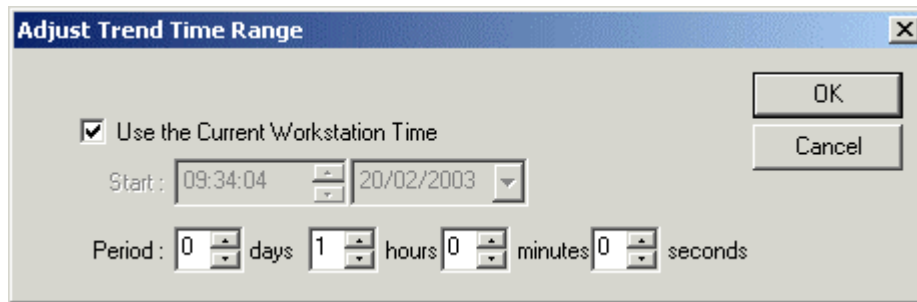 Adjust Trend Time Range
OK
Use the Current Workstation Time
Cancel
Start : 09:34:04 20/02/2003
Period : 0 days 1 hours 0 minutes 0 seconds